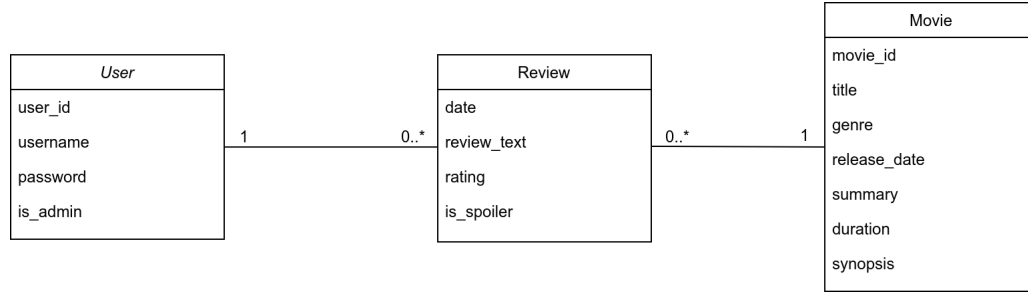 User
user_id
username
password
is_admin
1
0..*
Review
date
review_text
rating
is_spoiler
0..*
1
Movie
movie_id
title
genre
release_date
summary
duration
synopsis